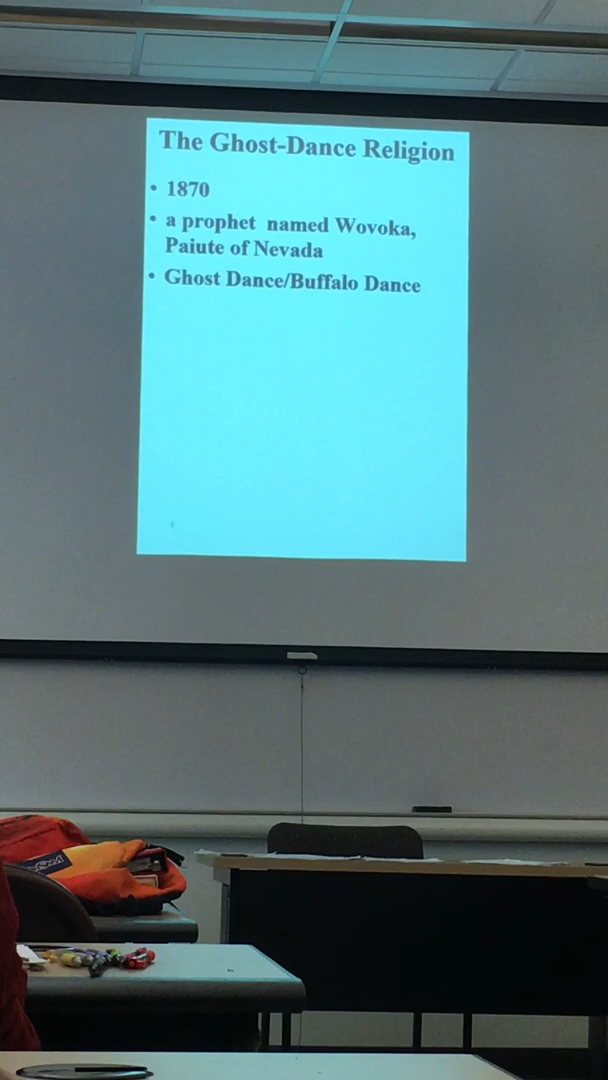 The Ghost-Dance Religion
• 1870
• a prophet named Wovoka,
Paiute of Nevada
• Ghost Dance/Buffalo Dance